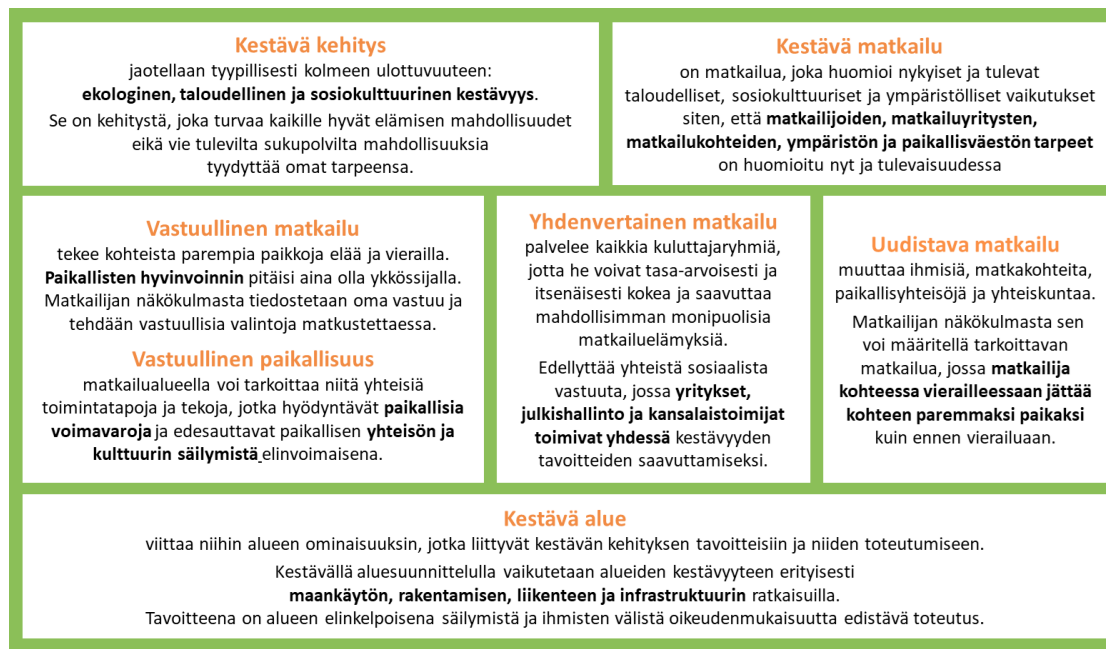 Kestävä kehitys
jaotellaan tyypillisesti kolmeen ulottuvuuteen:
ekologinen, taloudellinen ja sosiokulttuurinen kestävyys.
Se on kehitystä, joka turvaa kaikille hyvät elämisen mahdollisuudet
eikä vie tulevilta sukupolvilta mahdollisuuksia
tyydyttää omat tarpeensa.
Kestävä matkailu
on matkailua, joka huomioi nykyiset ja tulevat
taloudelliset, sosiokulttuuriset ja ympäristölliset vaikutukset
siten, että matkailijoiden, matkailuyritysten,
matkailukohteiden, ympäristön ja paikallisväestön tarpeet
on huomioitu nyt ja tulevaisuudessa
Vastuullinen matkailu
tekee kohteista parempia paikkoja elää ja vierailla.
Paikallisten hyvinvoinnin pitäisi aina olla ykkössijalla.
Matkailijan näkökulmasta tiedostetaan oma vastuu ja
tehdään vastuullisia valintoja matkustettaessa.
Vastuullinen paikallisuus
matkailualueella voi tarkoittaa niitä yhteisiä
toimintatapoja ja tekoja, jotka hyödyntävät paikallisia
voimavaroja ja edesauttavat paikallisen yhteisön ja
kulttuurin säilymistä elinvoimaisena.
Yhdenvertainen matkailu
palvelee kaikkia kuluttajaryhmiä,
jotta he voivat tasa-arvoisesti ja
itsenäisesti kokea ja saavuttaa
mahdollisimman monipuolisia
matkailuelämyksiä.
Edellyttää yhteistä sosiaalista
vastuuta, jossa yritykset,
julkishallinto ja kansalaistoimijat
toimivat yhdessä kestävyyden
tavoitteiden saavuttamiseksi.
Uudistava matkailu
muuttaa ihmisiä, matkakohteita,
paikallisyhteisöjä ja yhteiskuntaa.
Matkailijan näkökulmasta sen
voi määritellä tarkoittavan
matkailua, jossa matkailija
kohteessa vierailleessaan jättää
kohteen paremmaksi paikaksi
kuin ennen vierailuaan.
Kestävä alue
viittaa niihin alueen ominaisuuksin, jotka liittyvät kestävän kehityksen tavoitteisiin ja niiden toteutumiseen.
Kestävällä aluesuunnittelulla vaikutetaan alueiden kestävyyteen erityisesti
maankäytön, rakentamisen, liikenteen ja infrastruktuurin ratkaisuilla.
Tavoitteena on alueen elinkelpoisena säilymistä ja ihmisten välistä oikeudenmukaisuutta edistävä toteutus.